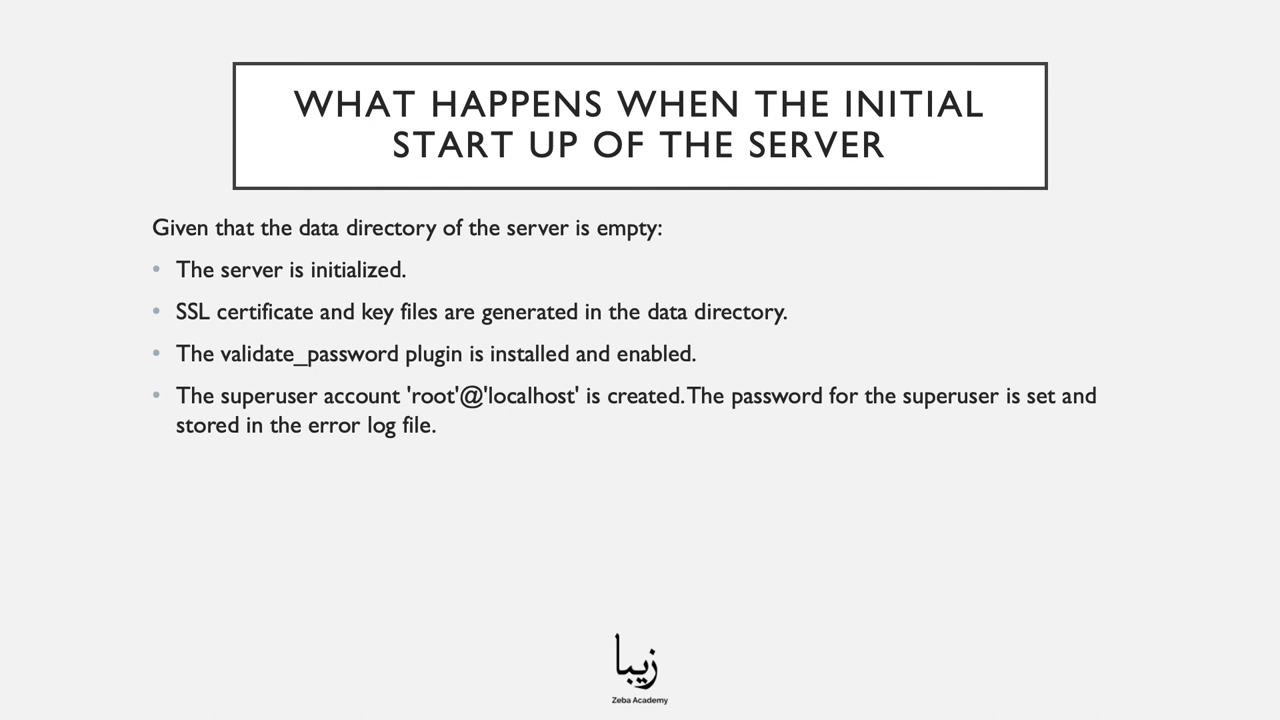 WHAT HAPPENS WHEN THE INITIAL
START UP OF THE SERVER
Given that the data directory of the server is empty:
• The server is initialized.
• SSL certificate and key files are generated in the data directory.
• The validate_password plugin is installed and enabled.
• The superuser account 'root'@'localhost' is created. The password for the superuser is set and
stored in the error log file.
زیبا
Zeba Academy